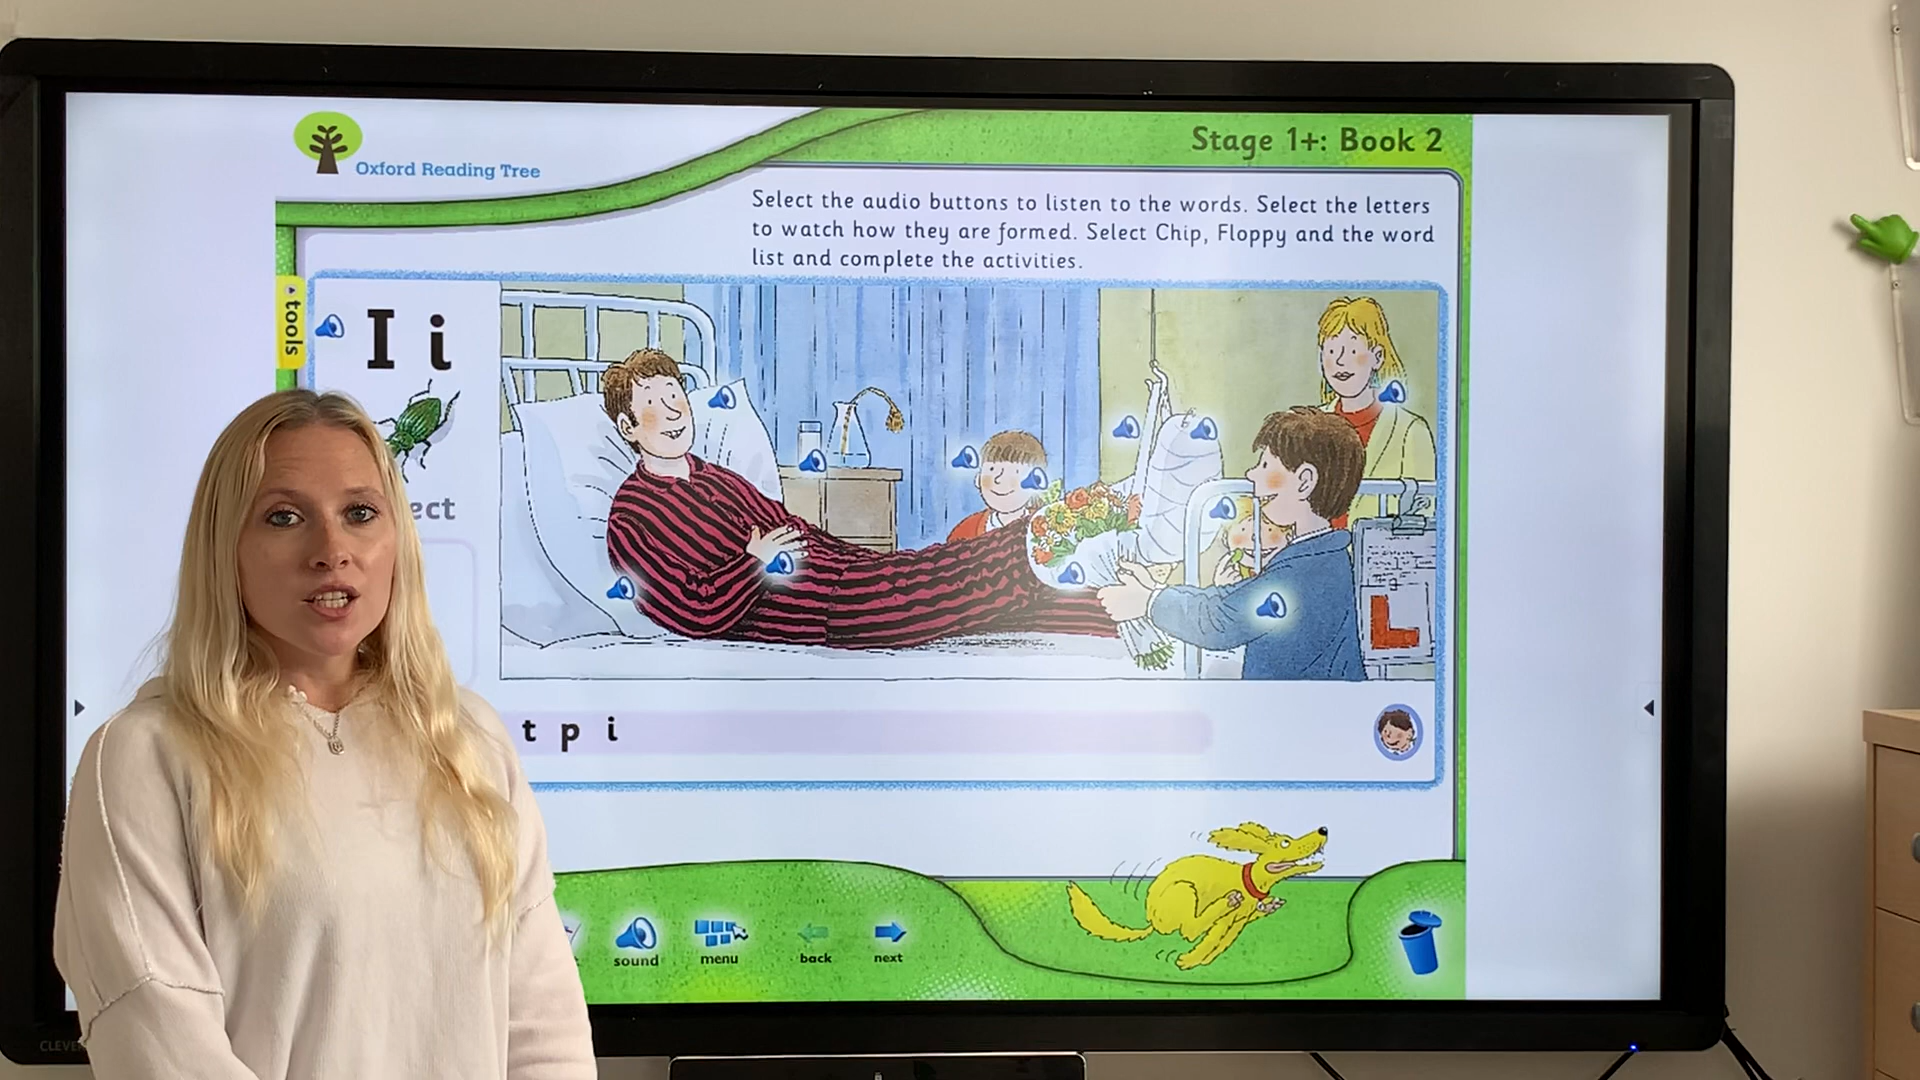 Oxford Reading Tree
Stage 1+: Book 2
Select the audio buttons to listen to the words. Select the letters
to watch how they are formed. Select Chip, Floppy and the word
list and complete the activities.
tools
I i
ect
L
t p i
sound
menu
back
next
CLEVE